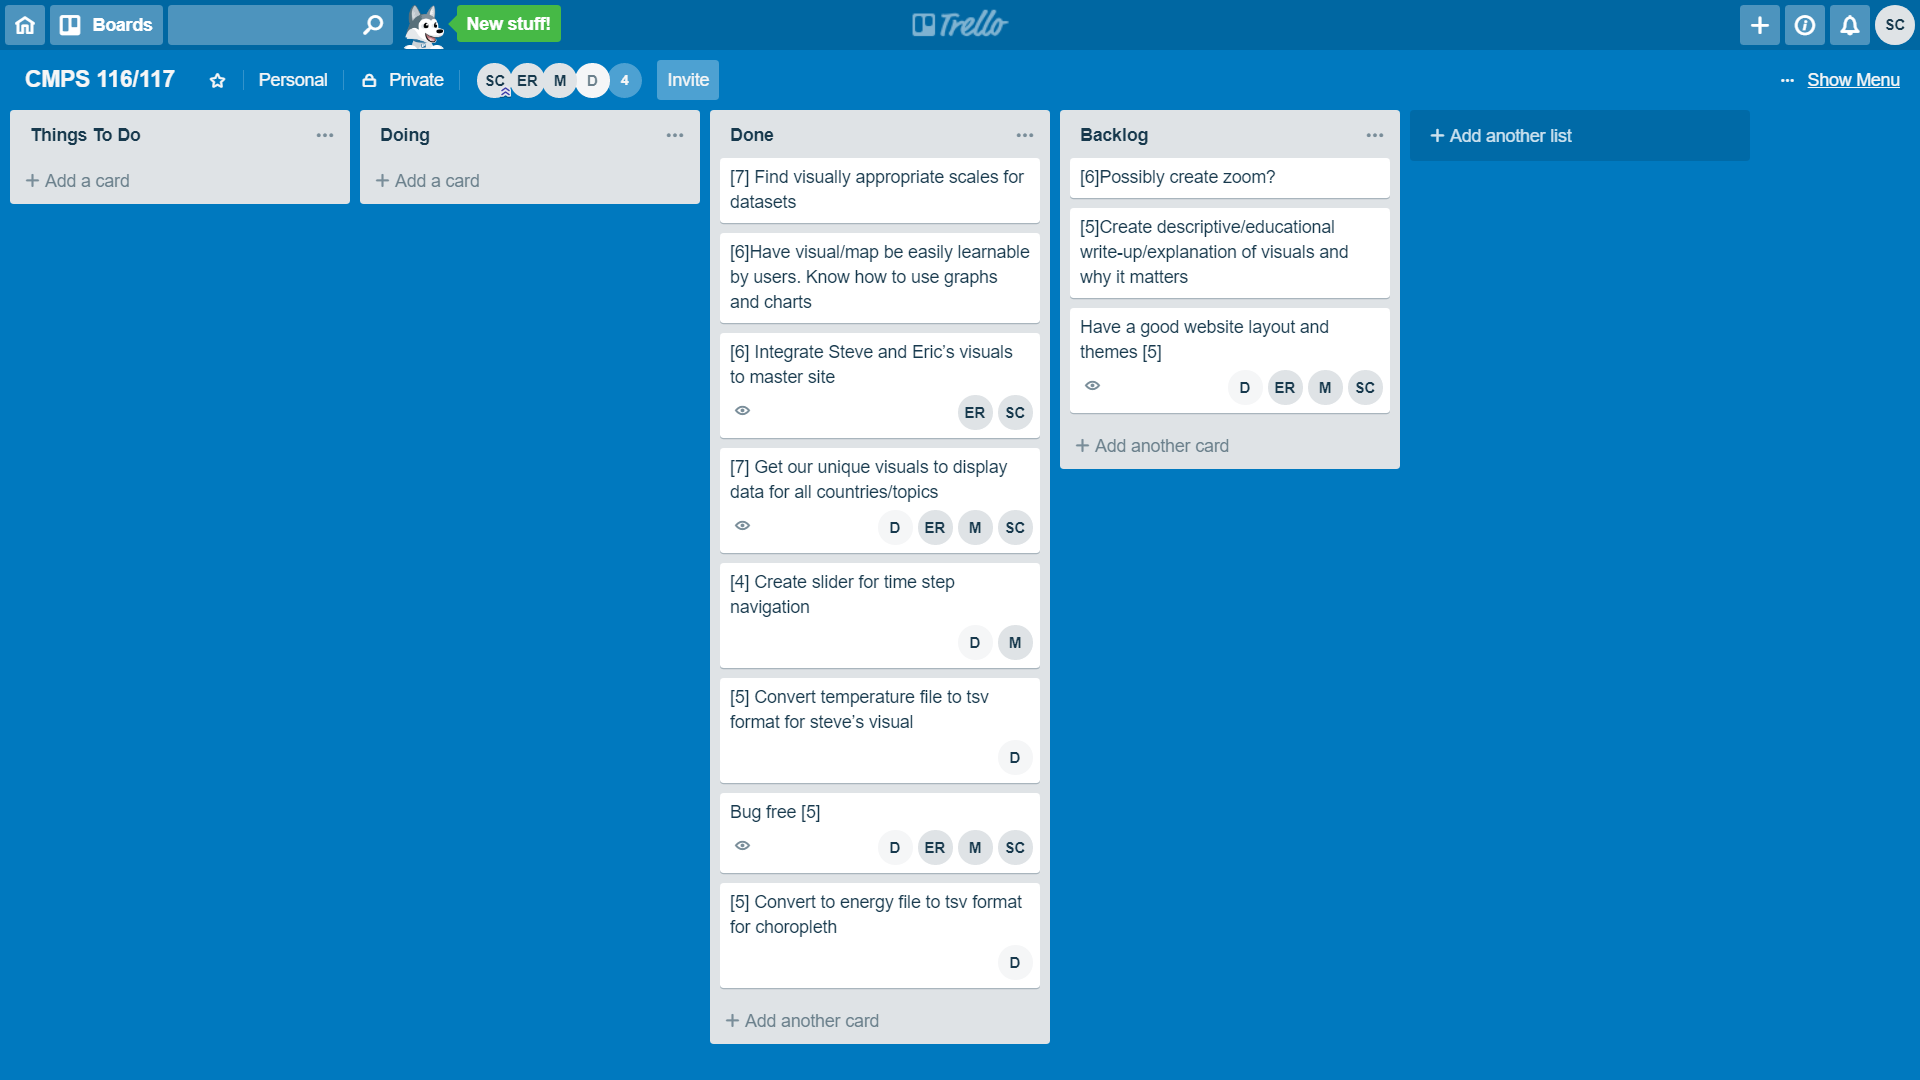 Boards
New stuff!
Trello
SC
CMPS 116/117
Personal
Private
SC ER M D 4
Invite
... Show Menu
Things To Do
+ Add a card
Doing
+ Add a card
Done
[7] Find visually appropriate scales for
datasets
[6]Have visual/map be easily learnable
by users. Know how to use graphs
and charts
[6] Integrate Steve and Eric’s visuals
to master site
ER SC
[7] Get our unique visuals to display
data for all countries/topics
D ER M SC
[4] Create slider for time step
navigation
D M
[5] Convert temperature file to tsv
format for steve’s visual
D
Bug free [5]
D ER M SC
[5] Convert to energy file to tsv format
for choropleth
D
+ Add another card
Backlog
[6]Possibly create zoom?
[5]Create descriptive/educational
write-up/explanation of visuals and
why it matters
Have a good website layout and
themes [5]
D ER M SC
+ Add another card
+ Add another list